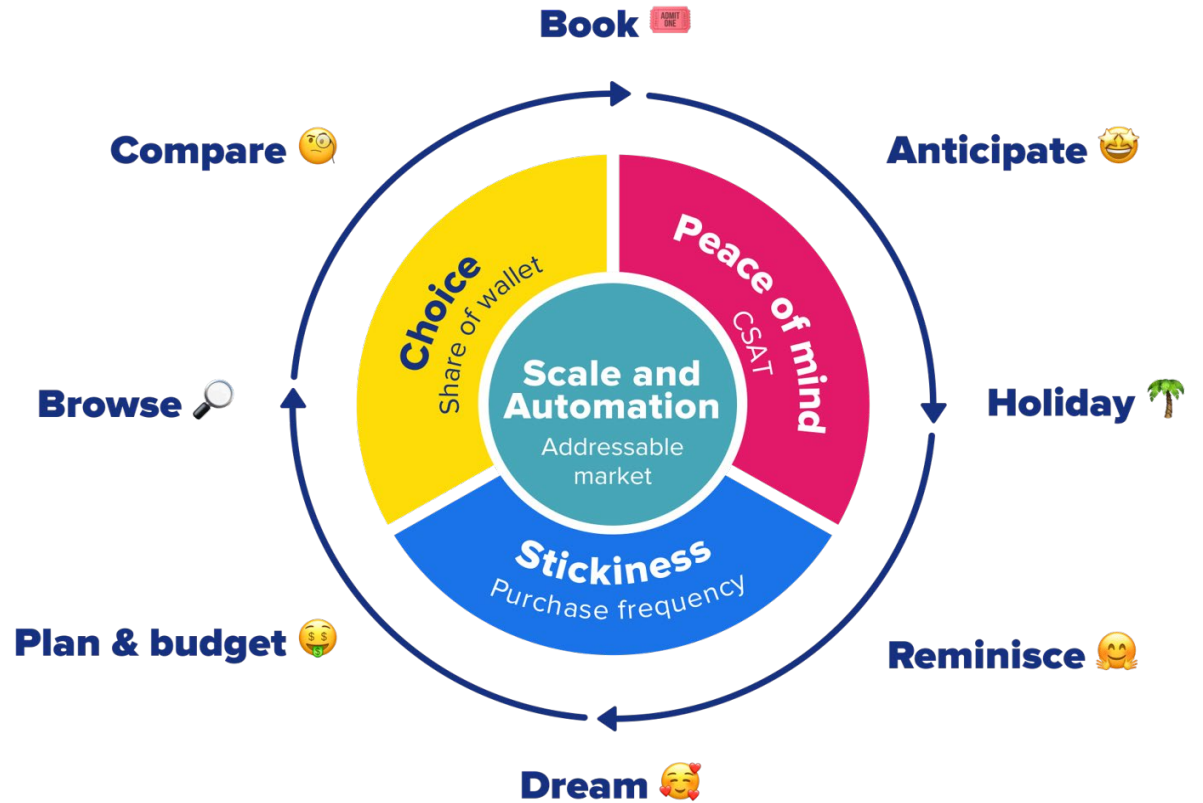 Book
ADMIT
ONE
Compare
Anticipate
Choice
Share of wallet
Peace of mind
CSAT
Scale and
Automation
Addressable
market
Browse
Holiday
Stickiness
Purchase frequency
Plan & budget
$ $
$
Reminisce
Dream